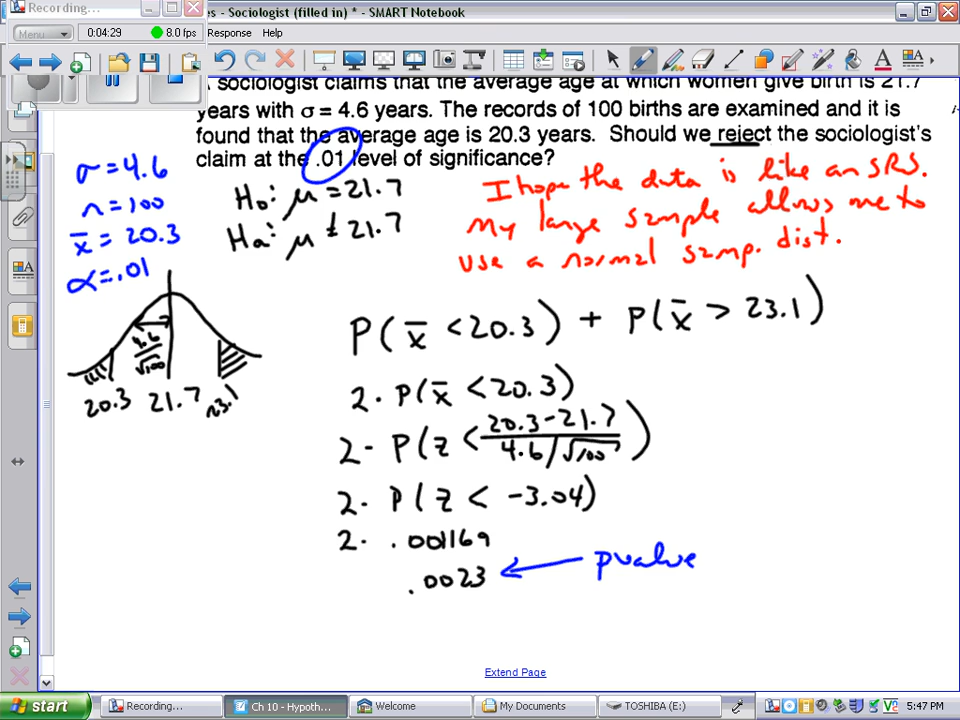 Recording...
es - Sociologist (filled in) * - SMART Notebook
Menu
0:04:29
8.0 fps
Response Help
A sociologist claims that the average age at which women give birth is 21.7
years with σ = 4.6 years. The records of 100 births are examined and it is
found that the average age is 20.3 years. Should we reject the sociologist's
claim at the .01 level of significance?
σ = 4.6
n = 100
x̄ = 20.3
α = .01
H₀: μ = 21.7
Hₐ: μ ≠ 21.7
I hope the data is like an SRS.
My large sample allows me to
use a normal samp. dist.
4.6
√100
20.3 21.7 23.1
P(x̄ < 20.3) + P(x̄ > 23.1)
2 · P(x̄ < 20.3)
2 · P(z < 20.3 - 21.7 / 4.6/√100)
2 · P(z < -3.04)
2 · .001169
.0023 ← pvalue
Extend Page
start
Recording...
Ch 10 - Hypoth...
Welcome
My Documents
TOSHIBA (E:)
5:47 PM